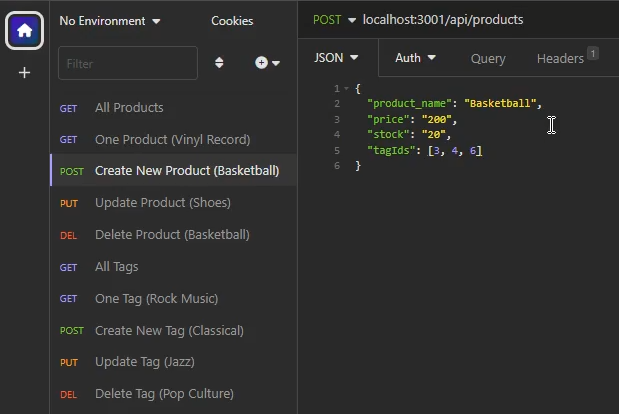 No Environment
Cookies
Filter
GET All Products
GET One Product (Vinyl Record)
POST Create New Product (Basketball)
PUT Update Product (Shoes)
DEL Delete Product (Basketball)
GET All Tags
GET One Tag (Rock Music)
POST Create New Tag (Classical)
PUT Update Tag (Jazz)
DEL Delete Tag (Pop Culture)
POST localhost:3001/api/products
JSON Auth Query Headers 1
1 {
2 "product_name": "Basketball",
3 "price": "200",
4 "stock": "20",
5 "tagIds": [3, 4, 6]
6 }